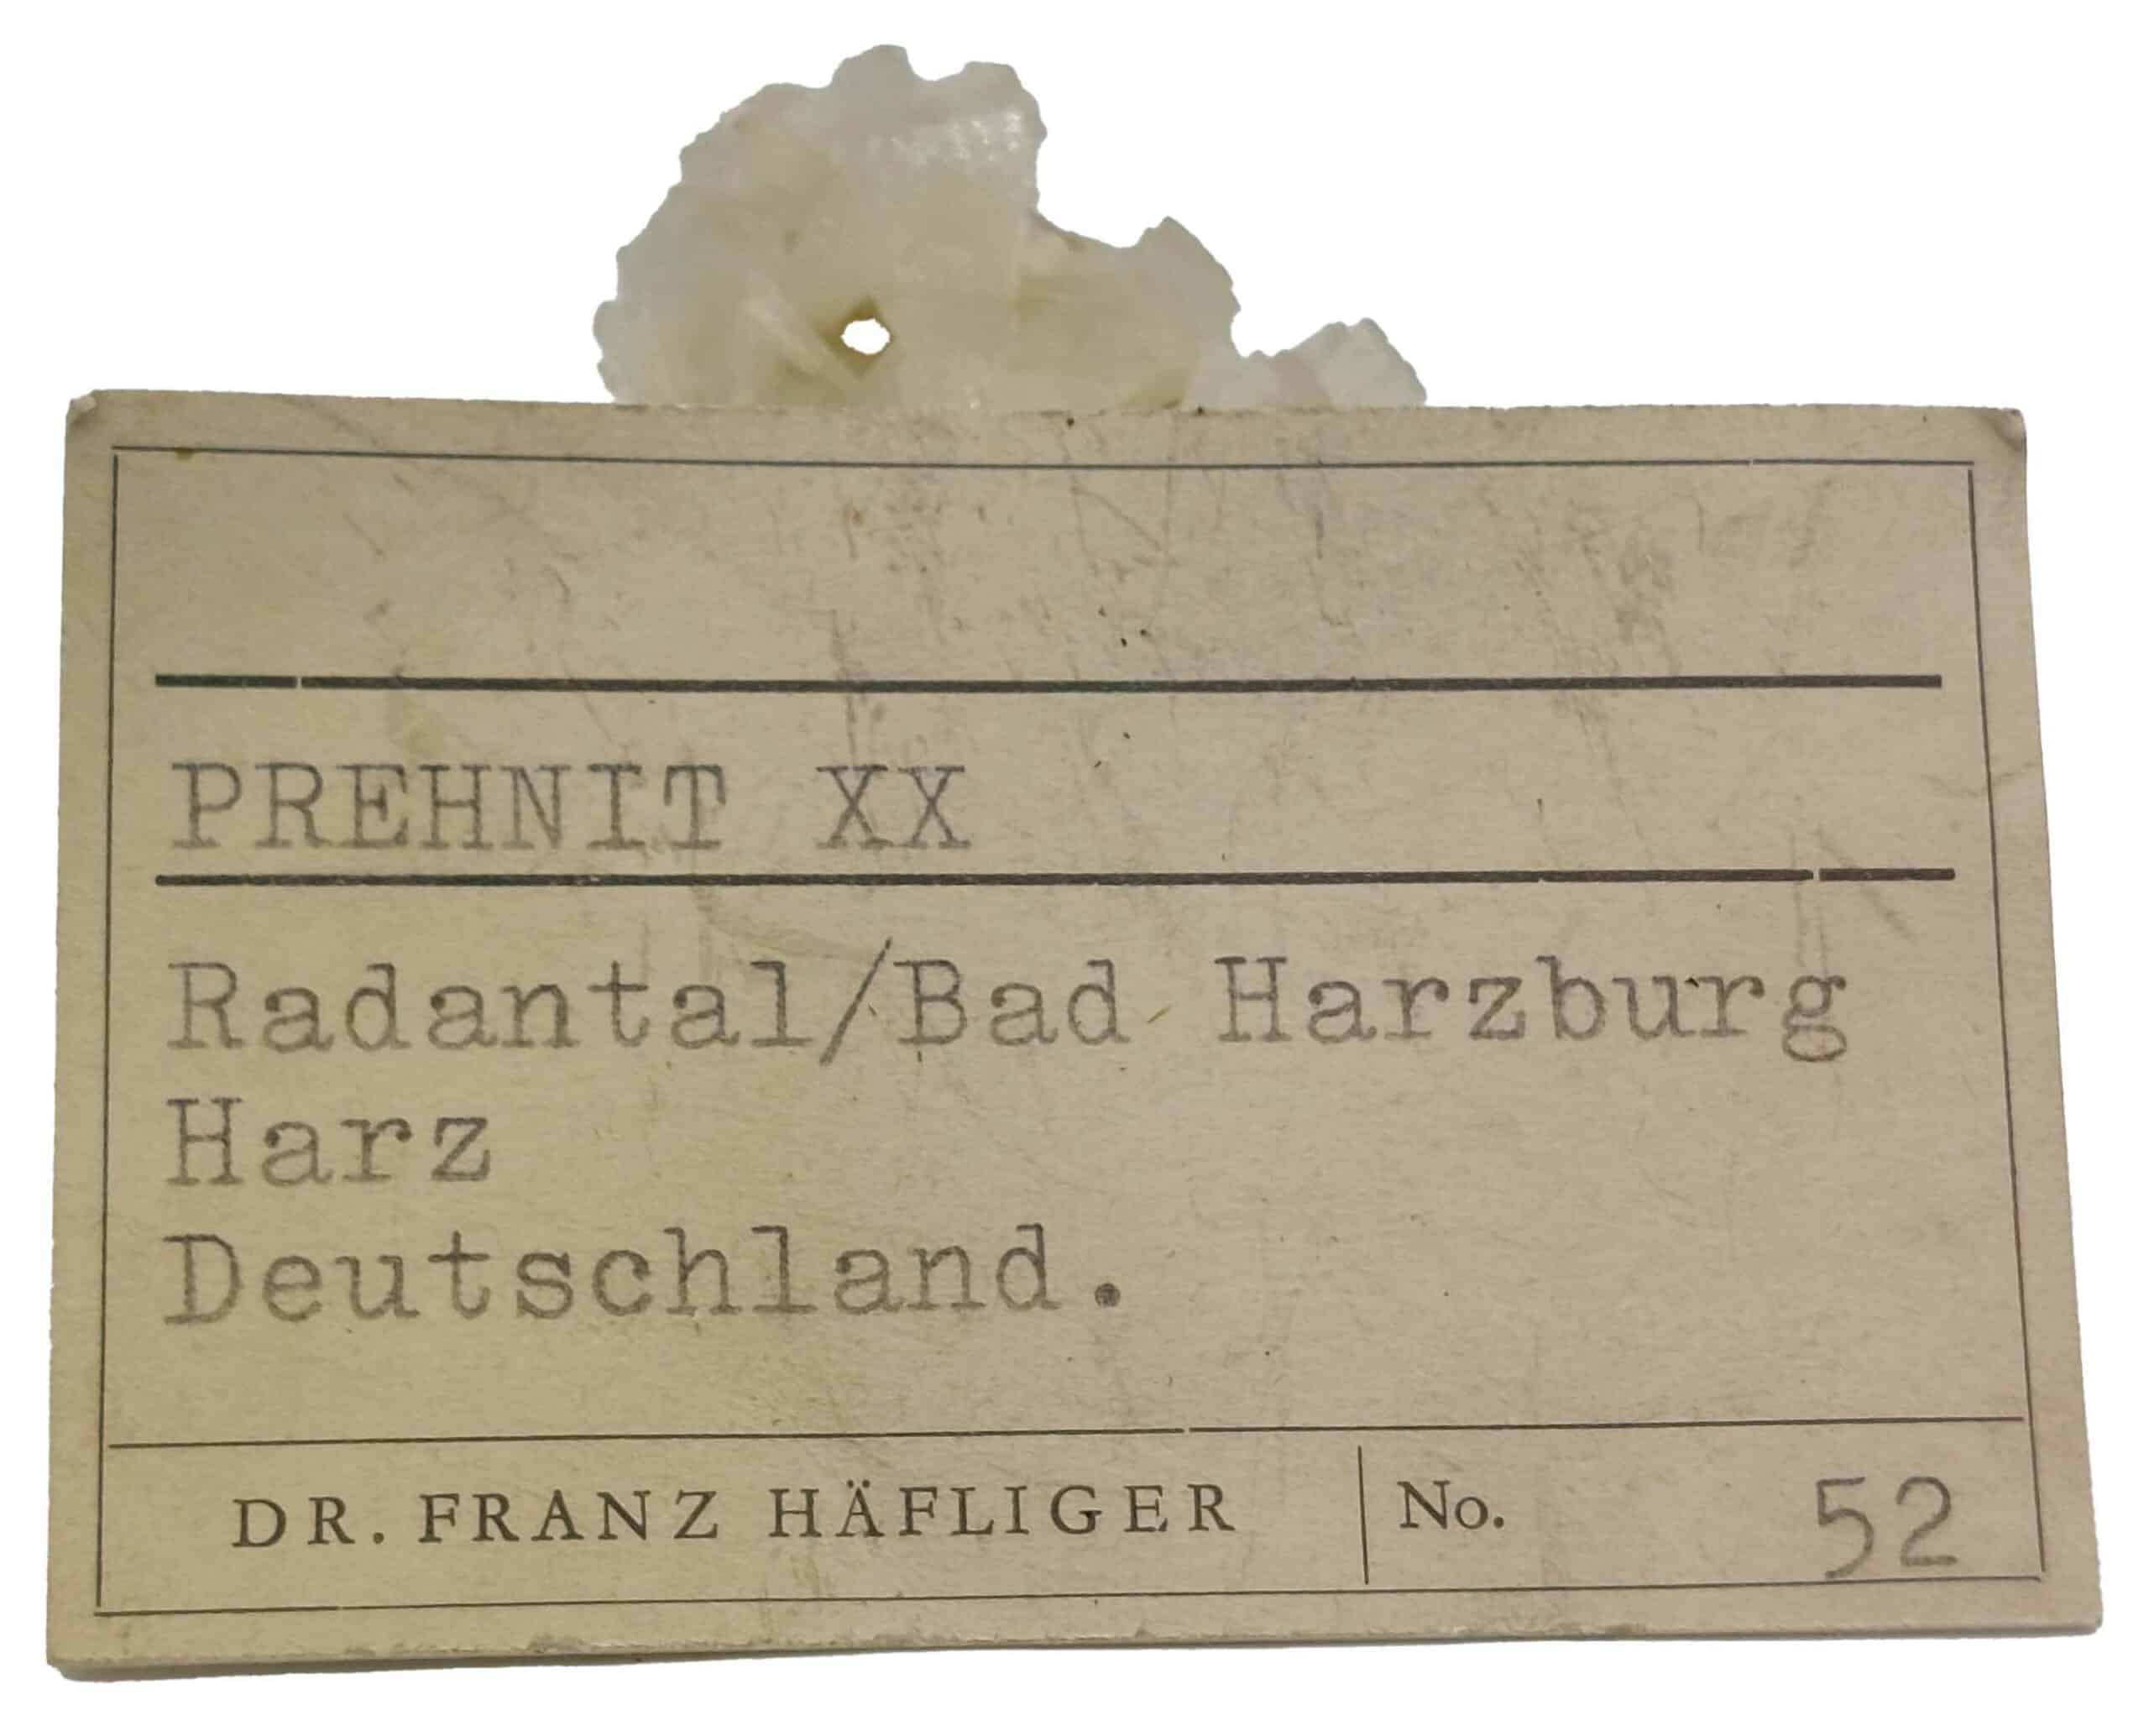 PREHNIT XX
Radantal/Bad Harzburg
Harz
Deutschland.
DR. FRANZ HÄFLIGER No. 52